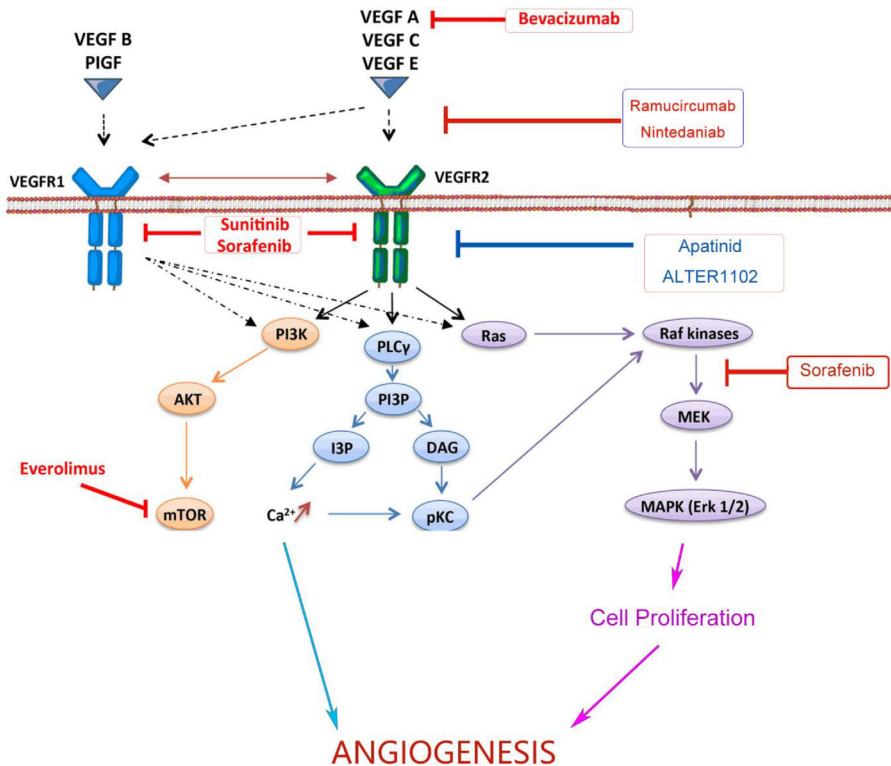 VEGF A
Bevacizumab
VEGF B
PIGF
VEGF C
VEGF E
Ramucircumab
Nintedaniab
VEGFR1
VEGFR2
Sunitinib
Sorafenib
Apatinid
ALTER1102
PI3K
PLCγ
Ras
Raf kinases
Sorafenib
AKT
PI3P
MEK
I3P
DAG
Everolimus
mTOR
Ca²⁺
pKC
MAPK (Erk 1/2)
Cell Proliferation
ANGIOGENESIS